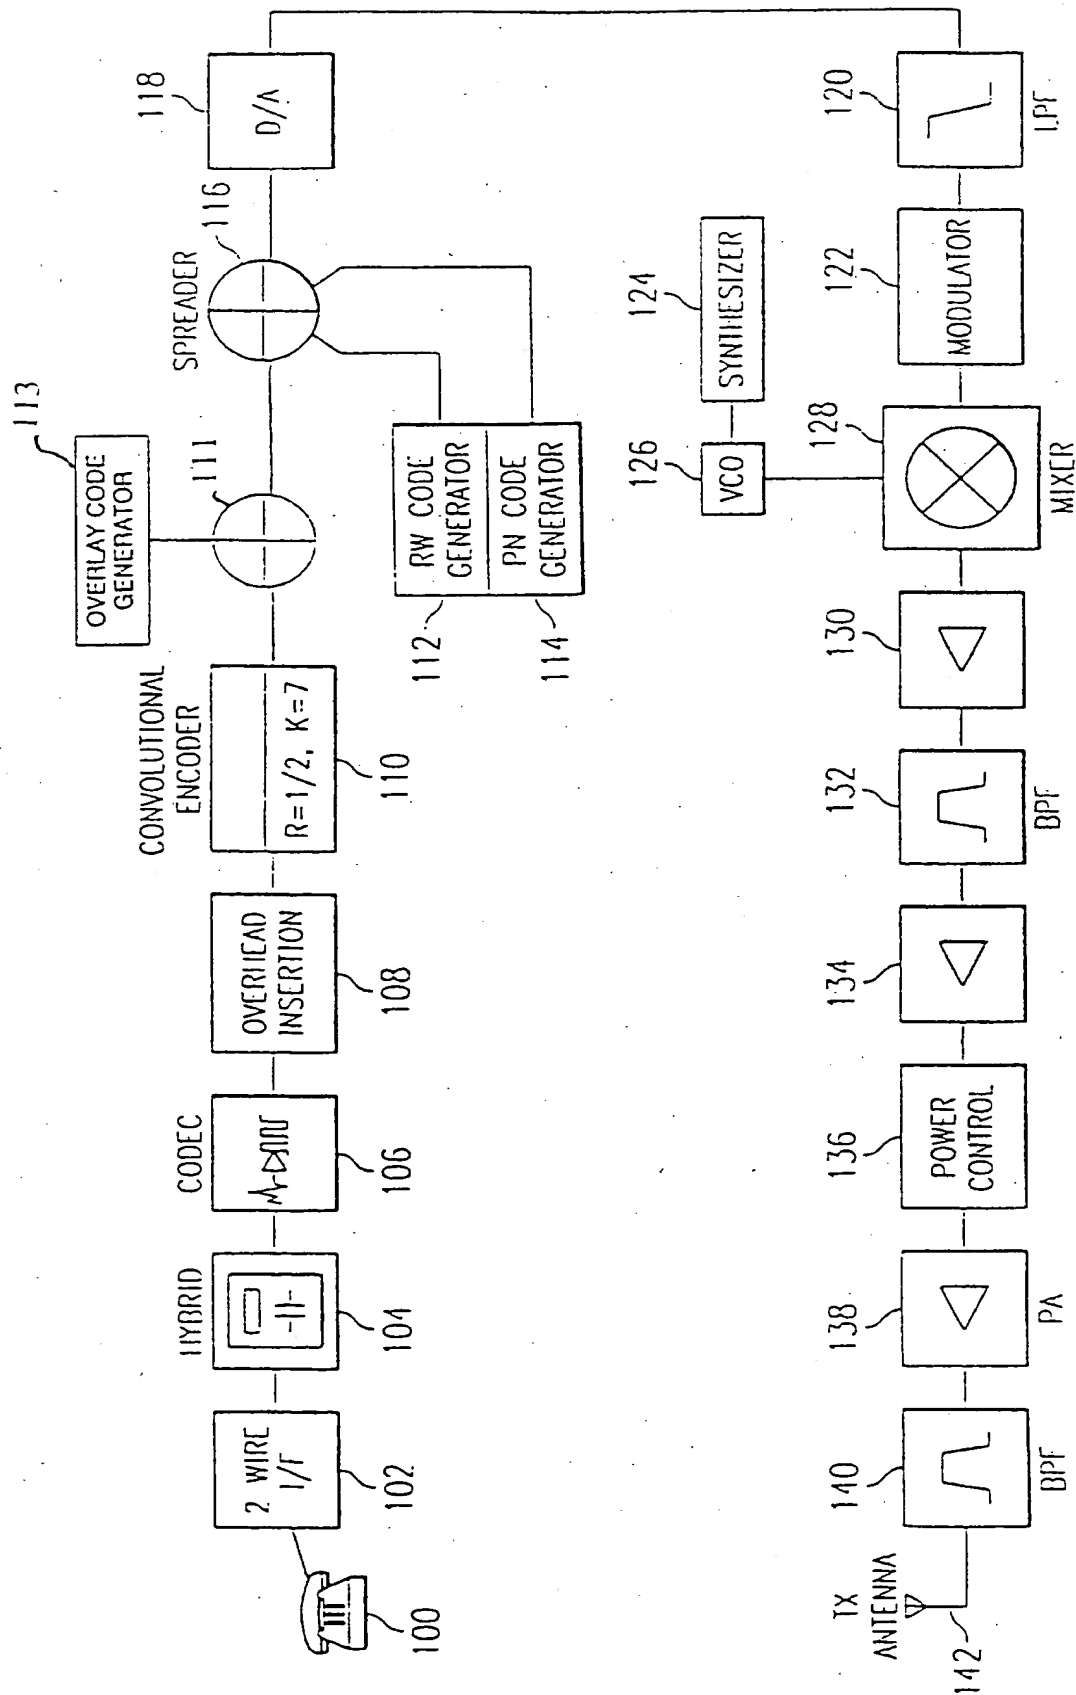 113
OVERLAY CODE
GENERATOR
CONVOLUTIONAL
ENCODER
SPREADER
116
118
HYBRID
CODEC
111
2 WIRE
I/F
OVERHEAD
INSERTION
R=1/2, K=7
D/A
100
102
104
106
108
110
112
RW CODE
GENERATOR
PN CODE
GENERATOR
114
124
SYNTHESIZER
126
VCO
TX
ANTENNA
142
140
138
136
134
132
130
128
122
120
POWER
CONTROL
MODULATOR
BPF
PA
BPF
MIXER
LPF